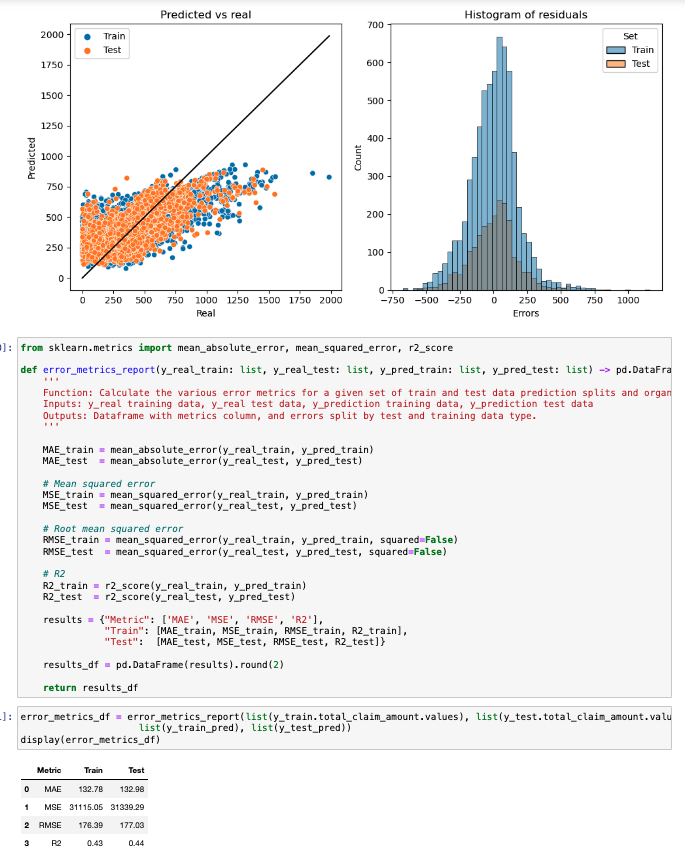 Predicted vs real
Train
Test
2000
1750
1500
1250
1000
750
500
250
0
Predicted
0 250 500 750 1000 1250 1500 1750 2000
Real
Histogram of residuals
Set
Train
Test
700
600
500
400
300
200
100
0
Count
−750 −500 −250 0 250 500 750 1000
Errors
]: from sklearn.metrics import mean_absolute_error, mean_squared_error, r2_score
def error_metrics_report(y_real_train: list, y_real_test: list, y_pred_train: list, y_pred_test: list) -> pd.DataFra
'''
Function: Calculate the various error metrics for a given set of train and test data prediction splits and organ
Inputs: y_real training data, y_real test data, y_prediction training data, y_prediction test data
Outputs: Dataframe with metrics column, and errors split by test and training data type.
'''
MAE_train = mean_absolute_error(y_real_train, y_pred_train)
MAE_test  = mean_absolute_error(y_real_test, y_pred_test)
# Mean squared error
MSE_train = mean_squared_error(y_real_train, y_pred_train)
MSE_test  = mean_squared_error(y_real_test, y_pred_test)
# Root mean squared error
RMSE_train = mean_squared_error(y_real_train, y_pred_train, squared=False)
RMSE_test  = mean_squared_error(y_real_test, y_pred_test, squared=False)
# R2
R2_train = r2_score(y_real_train, y_pred_train)
R2_test  = r2_score(y_real_test, y_pred_test)
results = {"Metric": ['MAE', 'MSE', 'RMSE', 'R2'],
"Train": [MAE_train, MSE_train, RMSE_train, R2_train],
"Test":  [MAE_test, MSE_test, RMSE_test, R2_test]}
results_df = pd.DataFrame(results).round(2)
return results_df
]: error_metrics_df = error_metrics_report(list(y_train.total_claim_amount.values), list(y_test.total_claim_amount.valu
list(y_train_pred), list(y_test_pred))
display(error_metrics_df)
Metric Train Test
0 MAE 132.78 132.98
1 MSE 31115.05 31339.29
2 RMSE 176.39 177.03
3 R2 0.43 0.44